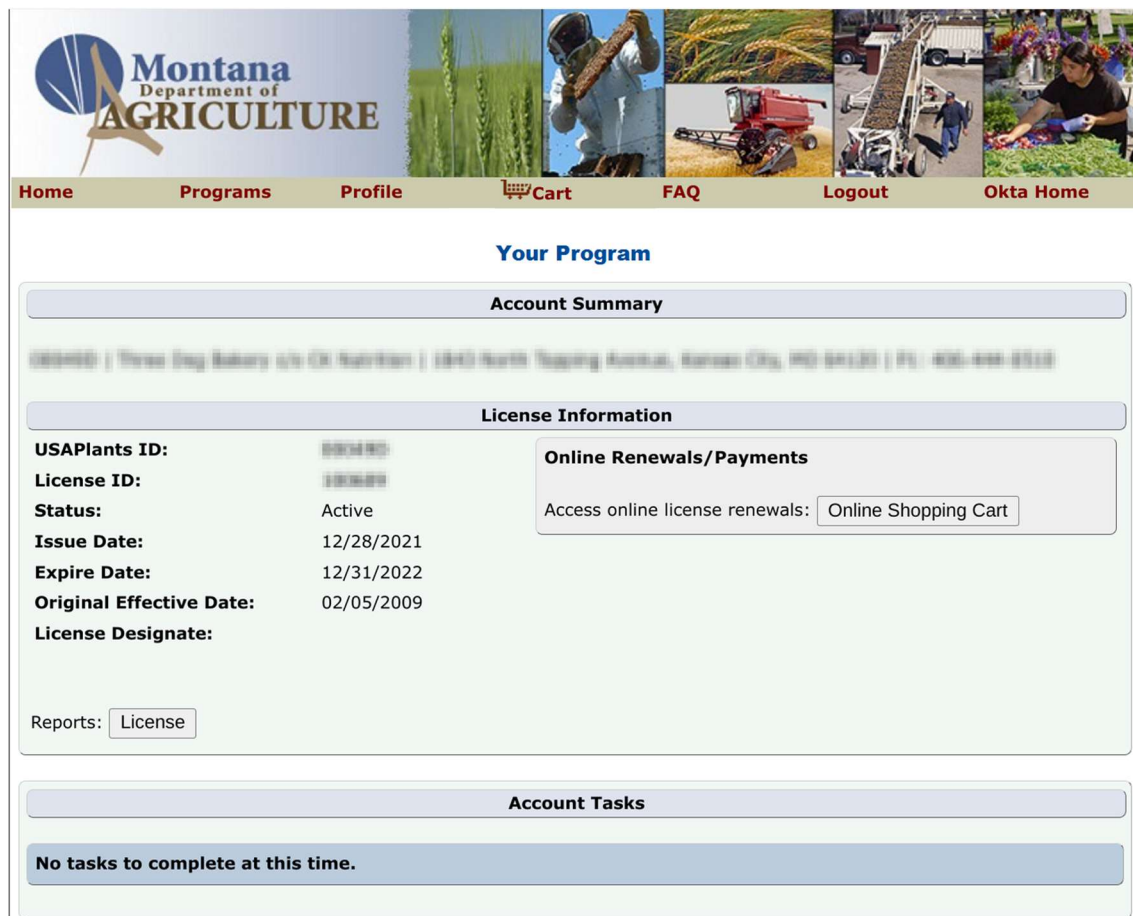 Montana
Department of
AGRICULTURE
Home Programs Profile Cart FAQ Logout Okta Home
Your Program
Account Summary
License Information
USAPlants ID:
License ID:
Status: Active
Issue Date: 12/28/2021
Expire Date: 12/31/2022
Original Effective Date: 02/05/2009
License Designate:
Online Renewals/Payments
Access online license renewals: Online Shopping Cart
Reports: License
Account Tasks
No tasks to complete at this time.